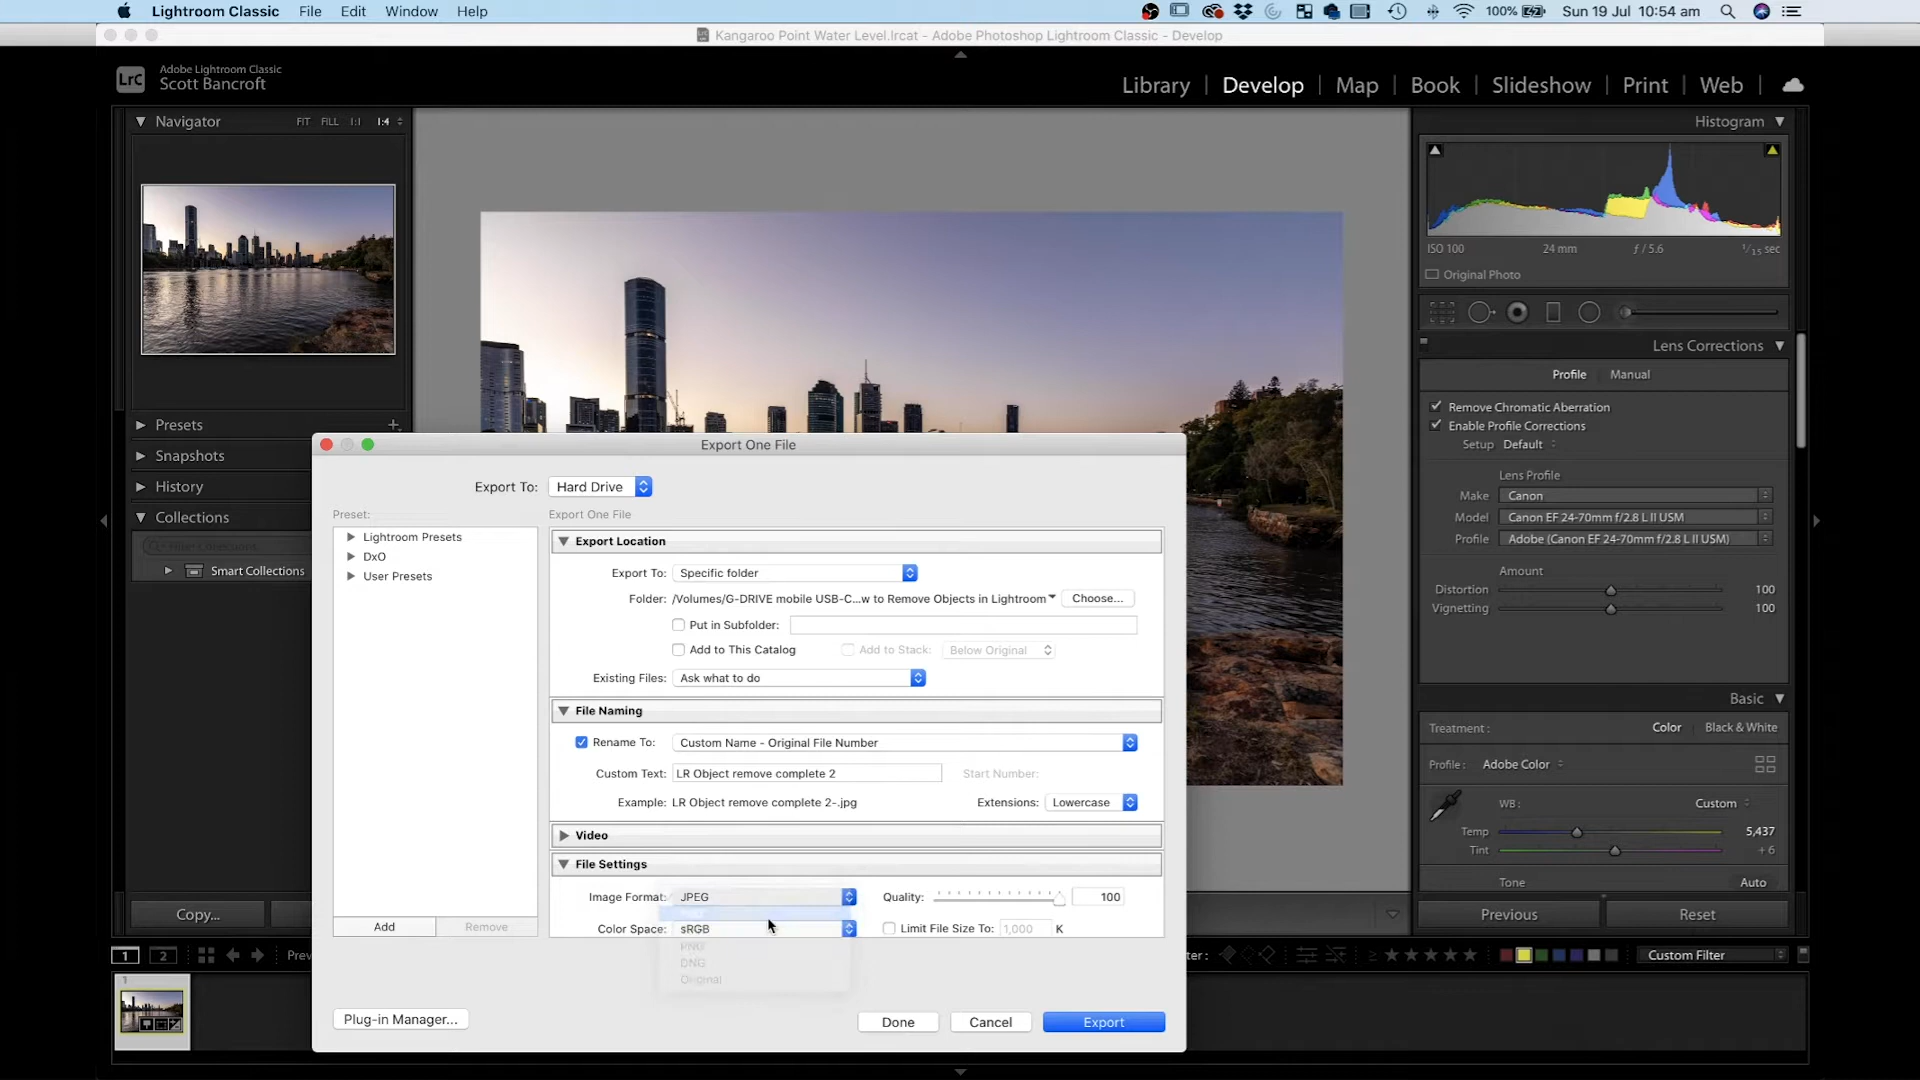 Lightroom Classic File Edit Window Help 100% Sun 19 Jul 10:54 am
Kangaroo Point Water Level.lrcat - Adobe Photoshop Lightroom Classic - Develop
LrC Adobe Lightroom Classic
Scott Bancroft
Library | Develop | Map | Book | Slideshow | Print | Web
Navigator FIT FILL 1:1 1:4
Histogram
ISO 100 24 mm ƒ / 5.6 1/15 sec
Original Photo
Lens Corrections
Profile Manual
Remove Chromatic Aberration
Enable Profile Corrections
Setup Default
Lens Profile
Make Canon
Model Canon EF 24-70mm f/2.8 L II USM
Profile Adobe (Canon EF 24-70mm f/2.8 L II USM)
Amount
Distortion 100
Vignetting 100
Basic
Treatment : Color Black & White
Profile : Adobe Color
WB : Custom
Temp 5,437
Tint + 6
Tone Auto
Previous Reset
Presets +
Snapshots
History
Collections
Smart Collections
Copy...
Export One File
Export To: Hard Drive
Preset: Export One File
Lightroom Presets
DxO
User Presets
Add Remove
Export Location
Export To: Specific folder
Folder: /Volumes/G-DRIVE mobile USB-C...w to Remove Objects in Lightroom Choose...
Put in Subfolder:
Add to This Catalog Add to Stack: Below Original
Existing Files: Ask what to do
File Naming
Rename To: Custom Name - Original File Number
Custom Text: LR Object remove complete 2 Start Number:
Example: LR Object remove complete 2-.jpg Extensions: Lowercase
Video
File Settings
Image Format: JPEG Quality: 100
Color Space: sRGB Limit File Size To: 1,000 K
PNG
DNG
Original
Plug-in Manager... Done Cancel Export
1 2 Custom Filter
1